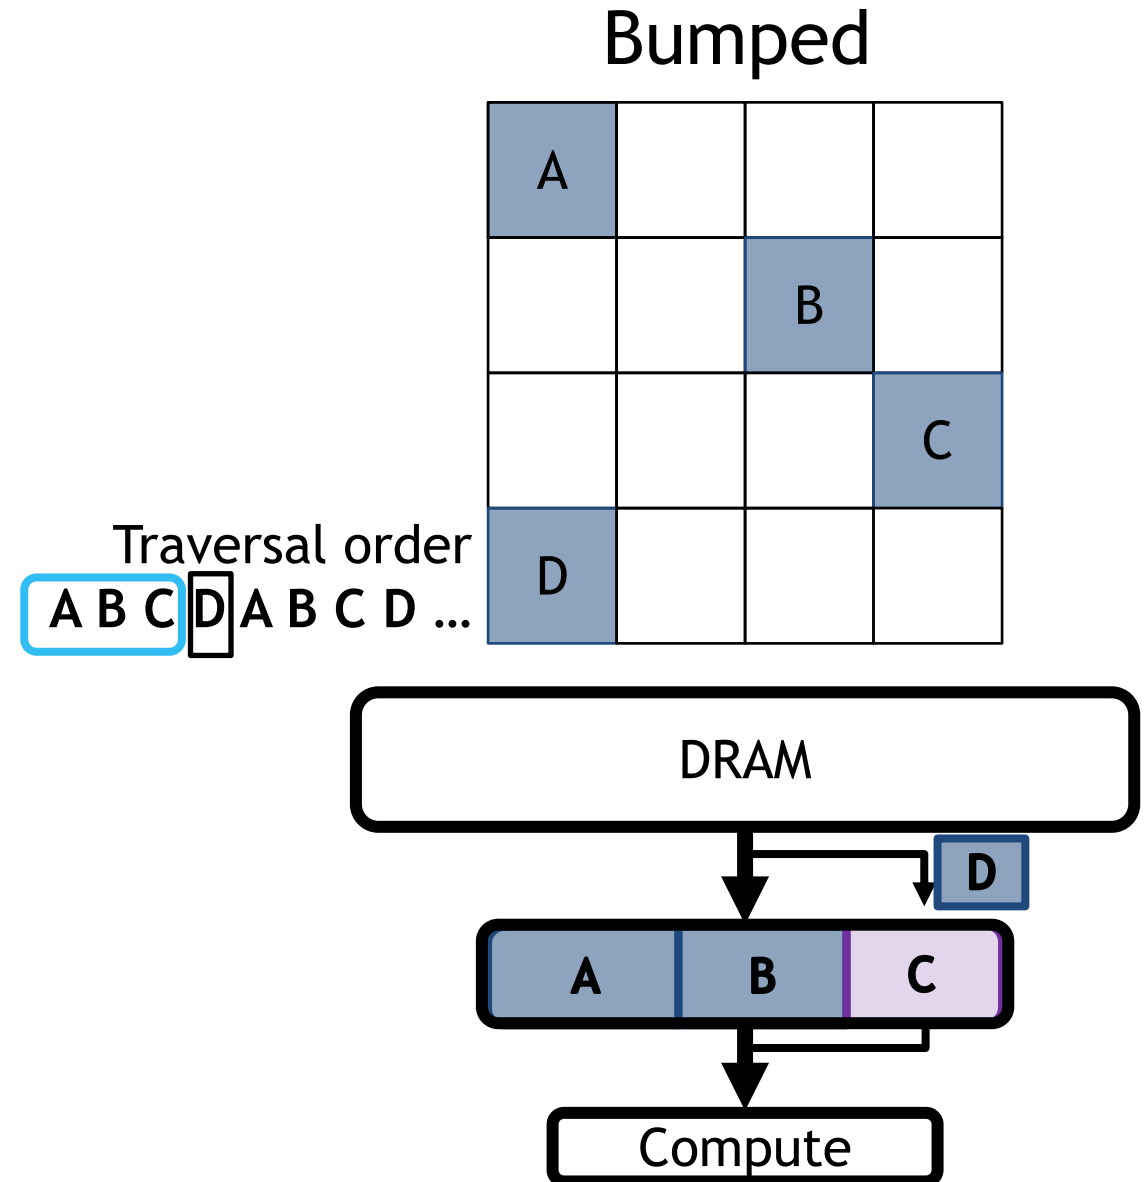 Bumped
A
B
C
Traversal order
D
A B C D A B C D ...
DRAM
D
A B C
Compute